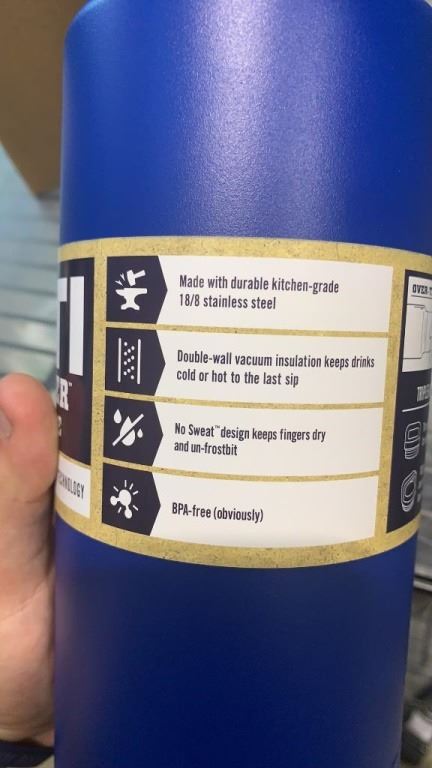 Made with durable kitchen-grade
18/8 stainless steel
Double-wall vacuum insulation keeps drinks
cold or hot to the last sip
No Sweat™ design keeps fingers dry
and un-frostbit
BPA-free (obviously)